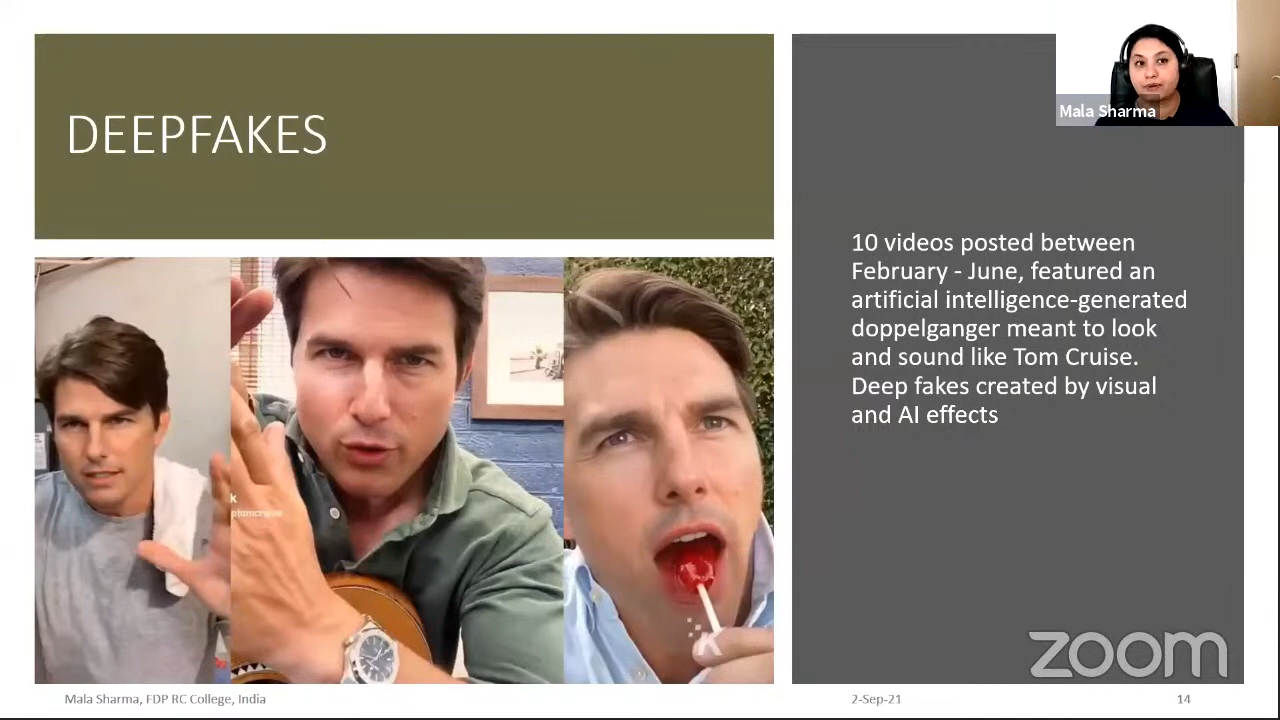 DEEPFAKES
Mala Sharma
10 videos posted between
February - June, featured an
artificial intelligence-generated
doppelganger meant to look
and sound like Tom Cruise.
Deep fakes created by visual
and AI effects
zoom
Mala Sharma, FDP RC College, India
2-Sep-21
14